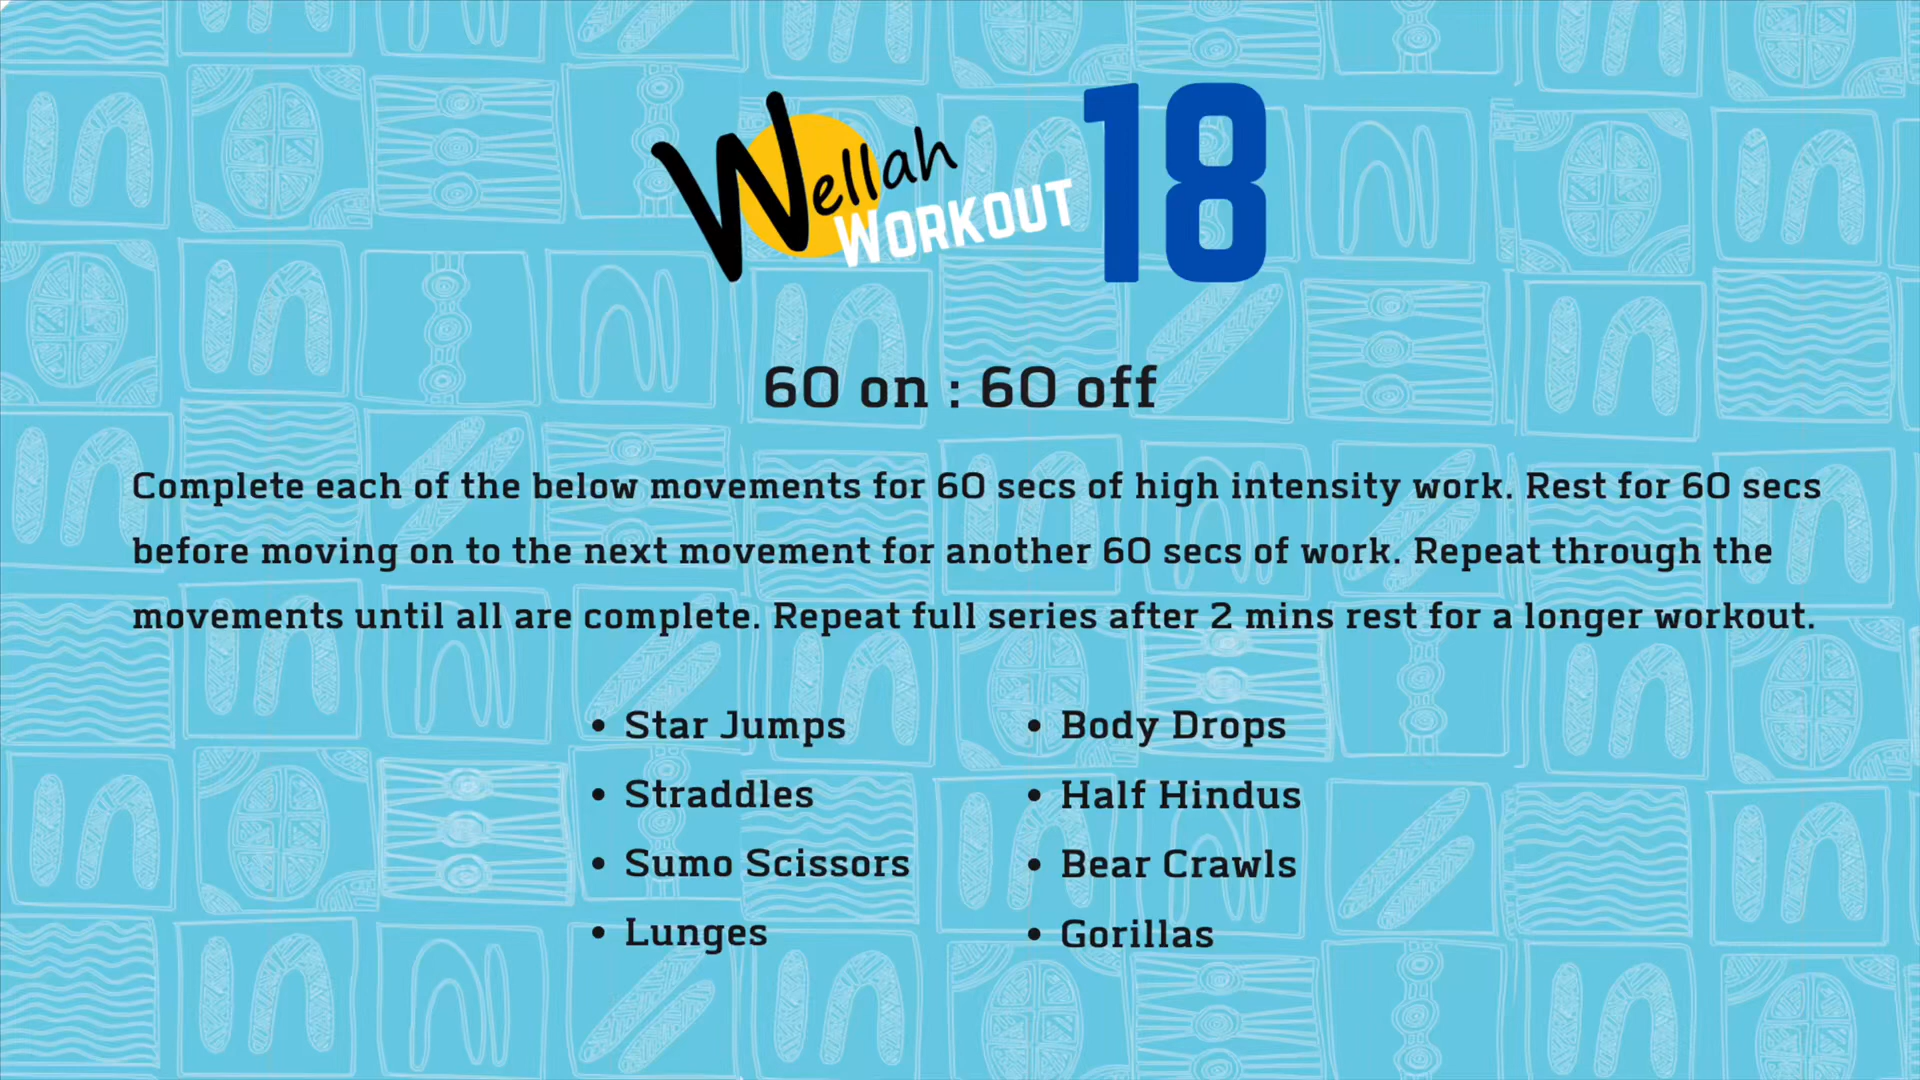 Wellah
WORKOUT
18
60 on : 60 off
Complete each of the below movements for 60 secs of high intensity work. Rest for 60 secs
before moving on to the next movement for another 60 secs of work. Repeat through the
movements until all are complete. Repeat full series after 2 mins rest for a longer workout.
• Star Jumps
• Straddles
• Sumo Scissors
• Lunges
• Body Drops
• Half Hindus
• Bear Crawls
• Gorillas